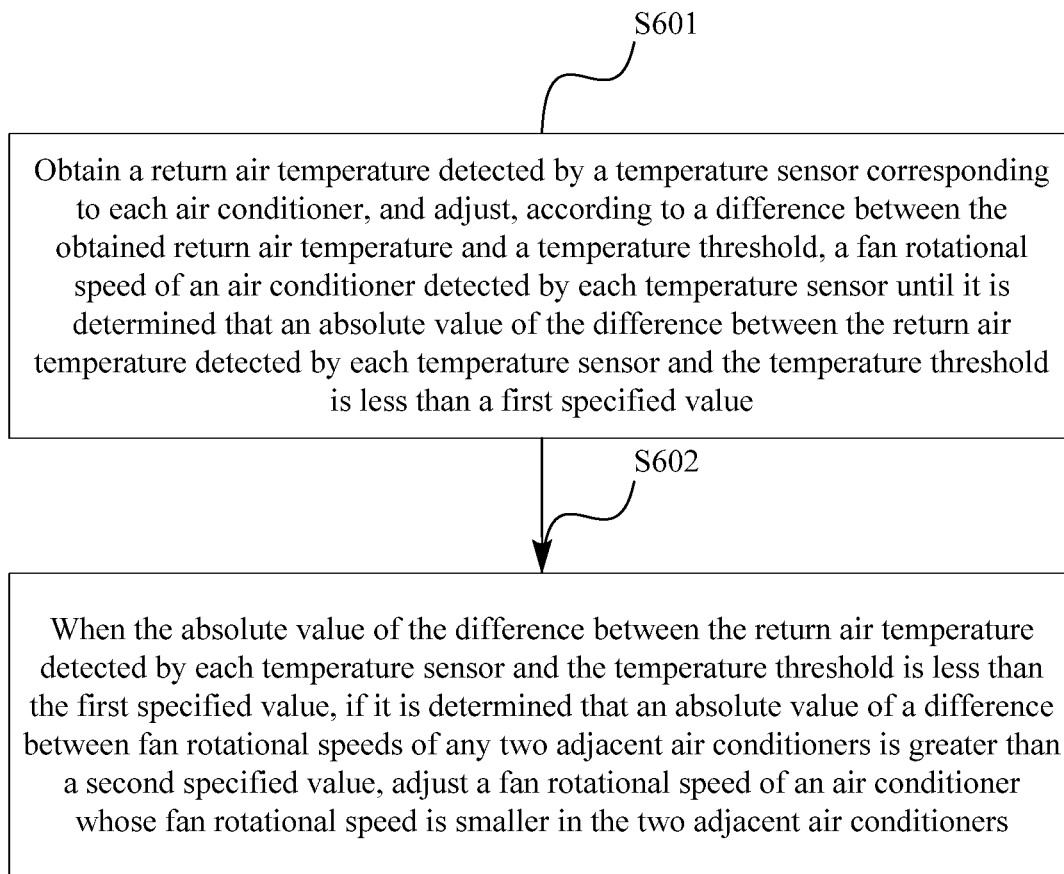 S601
Obtain a return air temperature detected by a temperature sensor corresponding
to each air conditioner, and adjust, according to a difference between the
obtained return air temperature and a temperature threshold, a fan rotational
speed of an air conditioner detected by each temperature sensor until it is
determined that an absolute value of the difference between the return air
temperature detected by each temperature sensor and the temperature threshold
is less than a first specified value
S602
When the absolute value of the difference between the return air temperature
detected by each temperature sensor and the temperature threshold is less than
the first specified value, if it is determined that an absolute value of a difference
between fan rotational speeds of any two adjacent air conditioners is greater than
a second specified value, adjust a fan rotational speed of an air conditioner
whose fan rotational speed is smaller in the two adjacent air conditioners